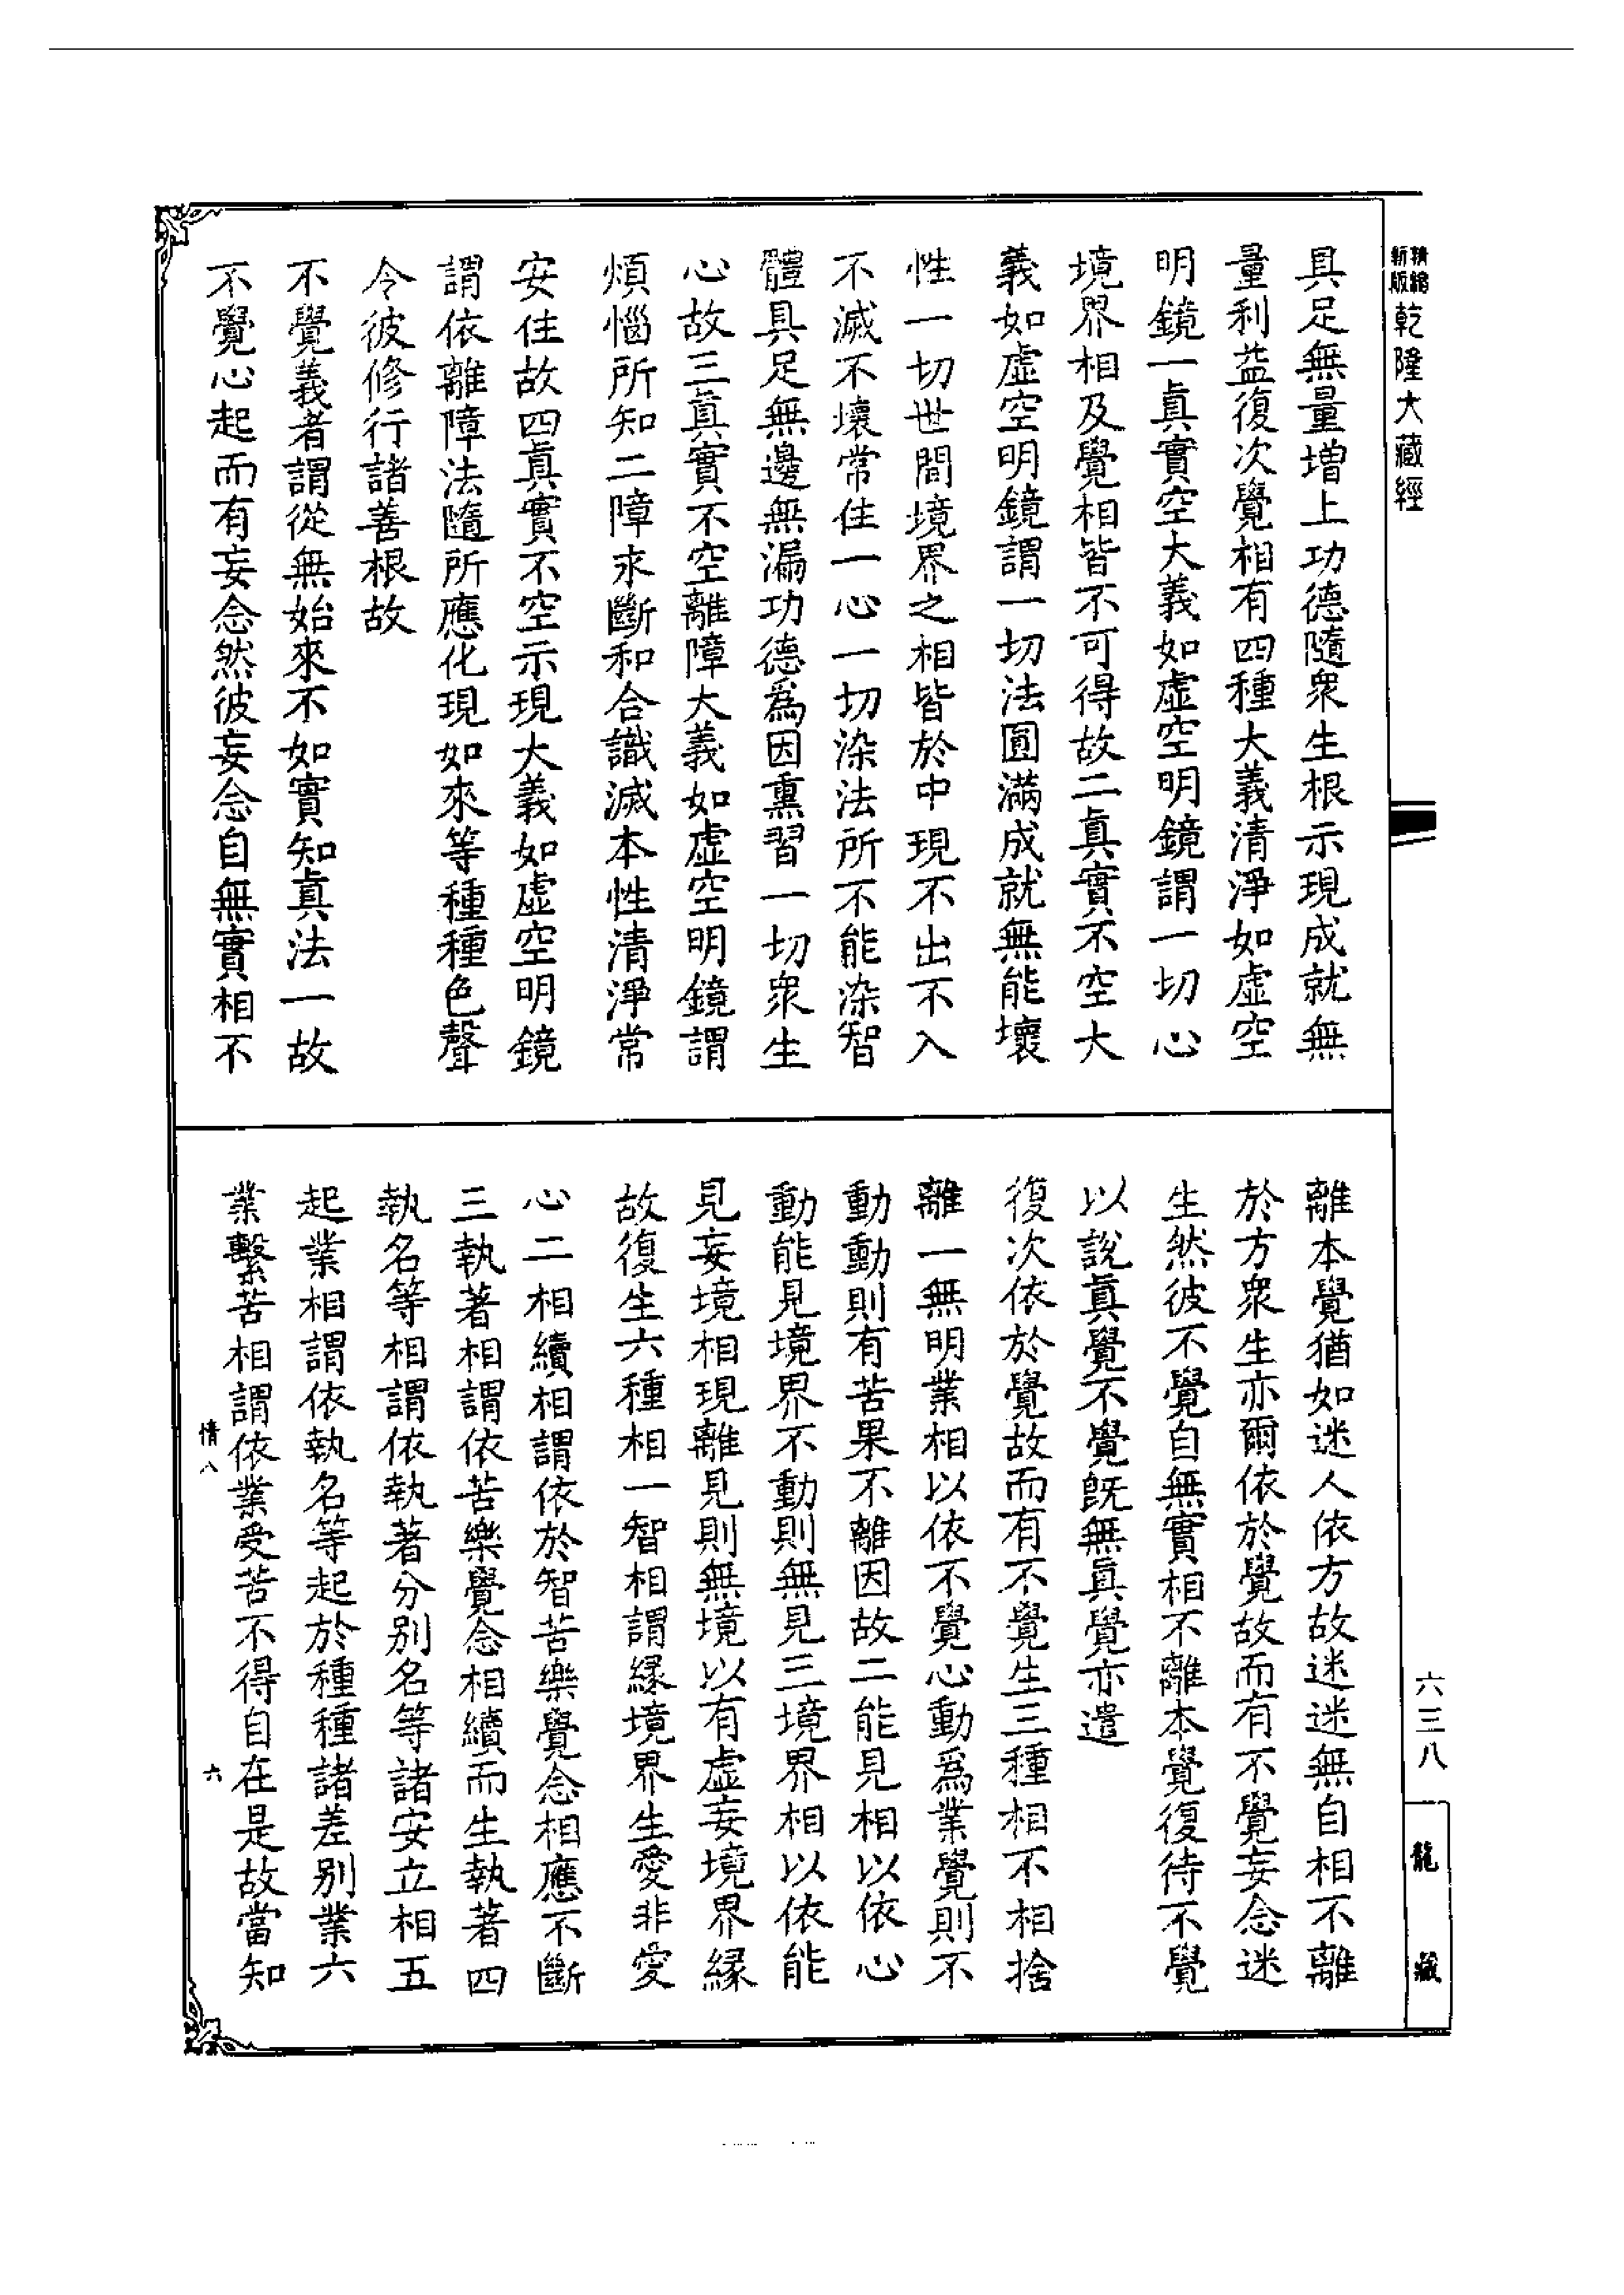 精縮
新版
乾隆大藏經
具足無量增上功德隨衆生根示現成就無
量利益復次覺相有四種大義清淨如虛空
明鏡一真實空大義如虛空明鏡謂一切心
境界相及覺相皆不可得故二真實不空大
義如虛空明鏡謂一切法圓滿成就無能壞
性一切世間境界之相皆於中現不出不入
不滅不壞常住一心一切染法所不能染智
體具足無邊無漏功德爲因熏習一切衆生
心故三真實不空離障大義如虛空明鏡謂
煩惱所知二障永斷和合識滅本性清淨常
安住故四真實不空示現大義如虛空明鏡
謂依離障法隨所應化現如來等種種色聲
令彼修行諸善根故
不覺義者謂從無始來不如實知真法一故
不覺心起而有妄念然彼妄念自無實相不
離本覺猶如迷人依方故迷迷無自相不離
於方衆生亦爾依於覺故而有不覺妄念迷
生然彼不覺自無實相不離本覺復待不覺
以說真覺不覺旣無真覺亦遣
復次依於覺故而有不覺生三種相不相捨
離一無明業相以依不覺心動爲業覺則不
動動則有苦果不離因故二能見相以依心
動能見境界不動則無見三境界相以依能
見妄境相現離見則無境以有虛妄境界緣
故復生六種相一智相謂緣境界生愛非愛
心二相續相謂依於智苦樂覺念相應不斷
三執著相謂依苦樂覺念相續而生執著四
執名等相謂依執著分別名等諸安立相五
起業相謂依執名等起於種種諸差別業六
業繫苦相謂依業受苦不得自在是故當知
情八
六
六三八
龍藏